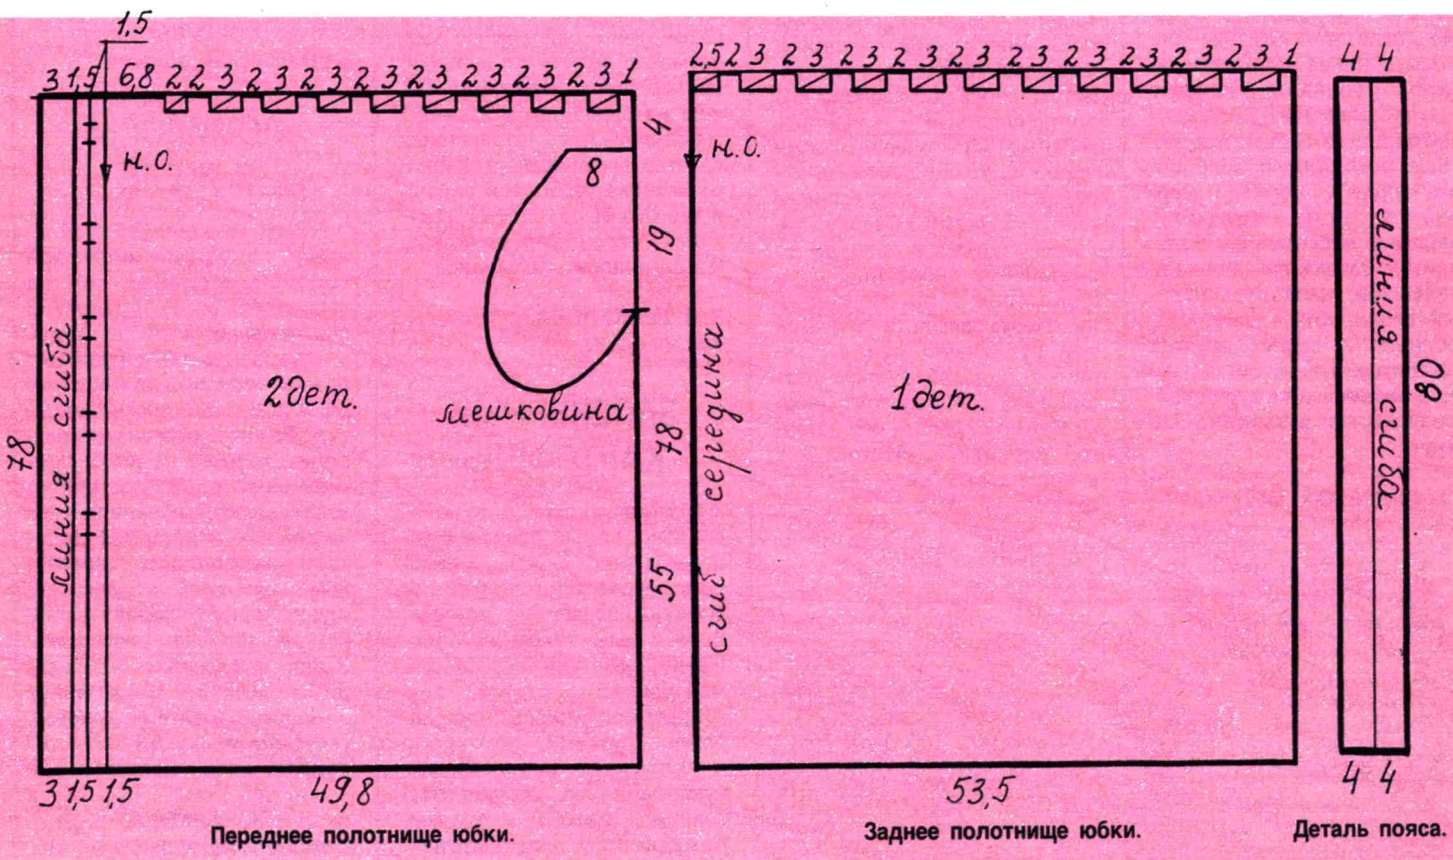 1,5
3 1,5 6,8 2 2 3 2 3 2 3 2 3 2 3 2 3 2 3 2 3 1
н.о.
4
8
19
78
линия сгиба
2 дет.
мешковина
55
3 1,5 1,5 49,8
Переднее полотнище юбки.
2,5 2 3 2 3 2 3 2 3 2 3 2 3 2 3 2 3 2 3 2 3 1
н.о.
78
середина
сгиб
1 дет.
53,5
Заднее полотнище юбки.
4 4
линия сгиба
80
4 4
Деталь пояса.